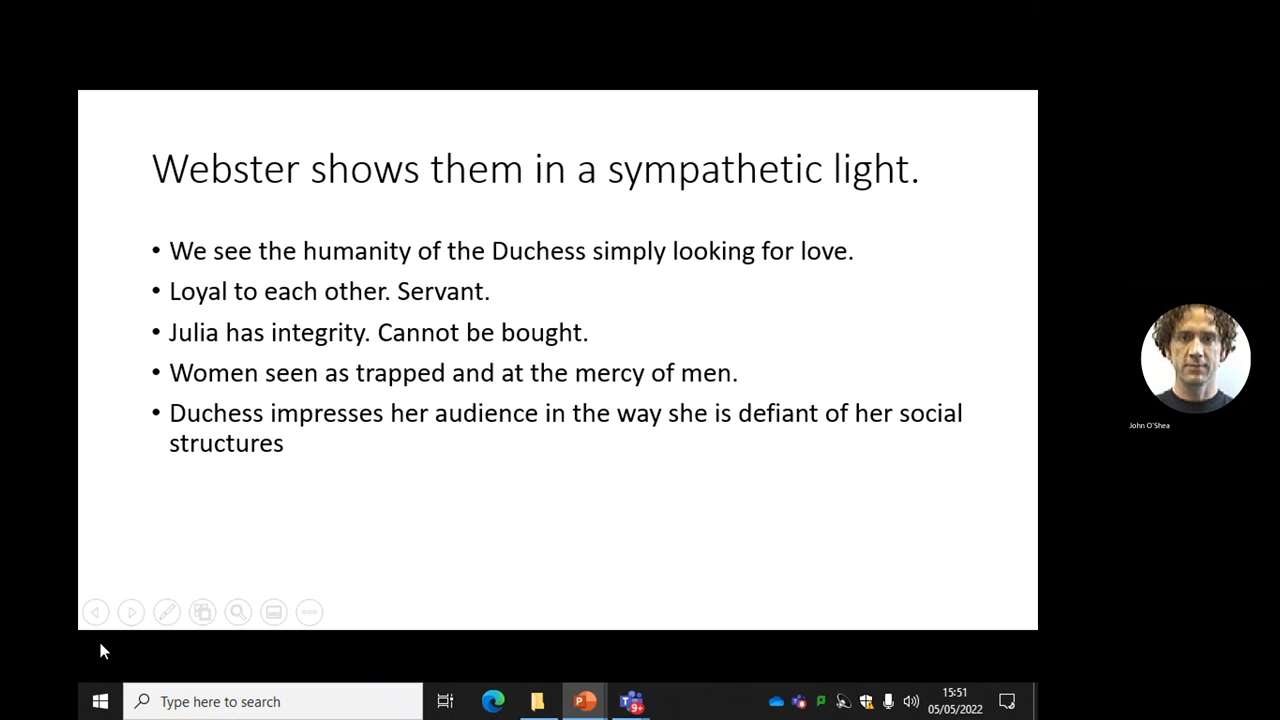 Webster shows them in a sympathetic light.
• We see the humanity of the Duchess simply looking for love.
• Loyal to each other. Servant.
• Julia has integrity. Cannot be bought.
• Women seen as trapped and at the mercy of men.
• Duchess impresses her audience in the way she is defiant of her social
structures
John O'Shea
Type here to search
9+
15:51
05/05/2022